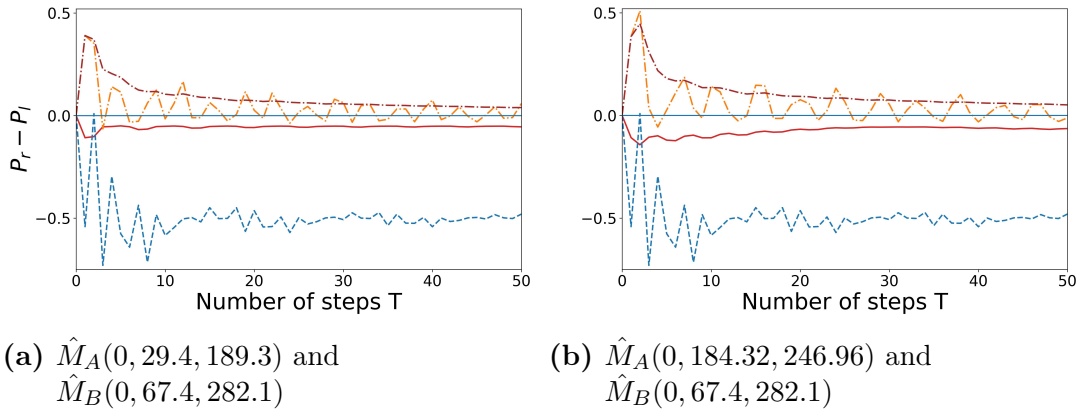 0.5
0.0
−0.5
P_r − P_l
0 10 20 30 40 50
Number of steps T
0.5
0.0
−0.5
0 10 20 30 40 50
Number of steps T
(a) M̂_A(0, 29.4, 189.3) and
M̂_B(0, 67.4, 282.1)
(b) M̂_A(0, 184.32, 246.96) and
M̂_B(0, 67.4, 282.1)